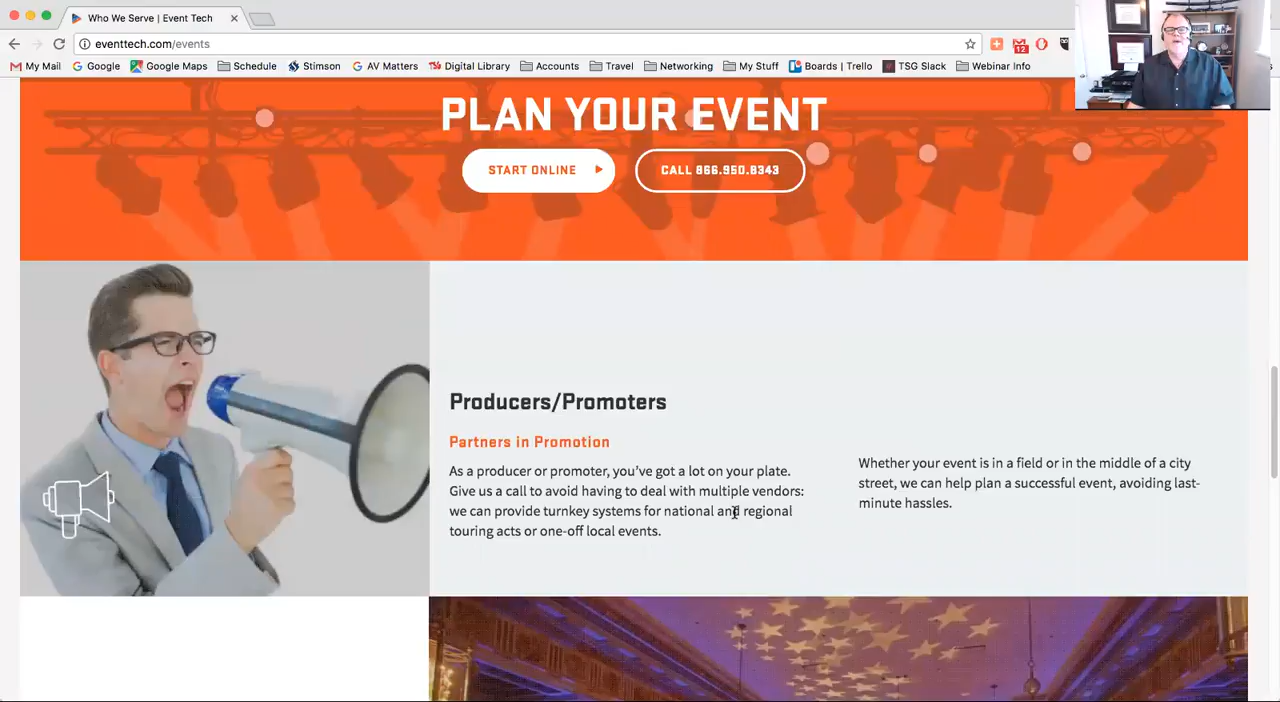 Who We Serve | Event Tech
eventtech.com/events
12
My Mail
Google
Google Maps
Schedule
Stimson
AV Matters
Digital Library
Accounts
Travel
Networking
My Stuff
Boards | Trello
TSG Slack
Webinar Info
PLAN YOUR EVENT
START ONLINE
CALL 866.950.8343
Producers/Promoters
Partners in Promotion
As a producer or promoter, you've got a lot on your plate.
Give us a call to avoid having to deal with multiple vendors:
we can provide turnkey systems for national and regional
touring acts or one-off local events.
Whether your event is in a field or in the middle of a city
street, we can help plan a successful event, avoiding last-
minute hassles.